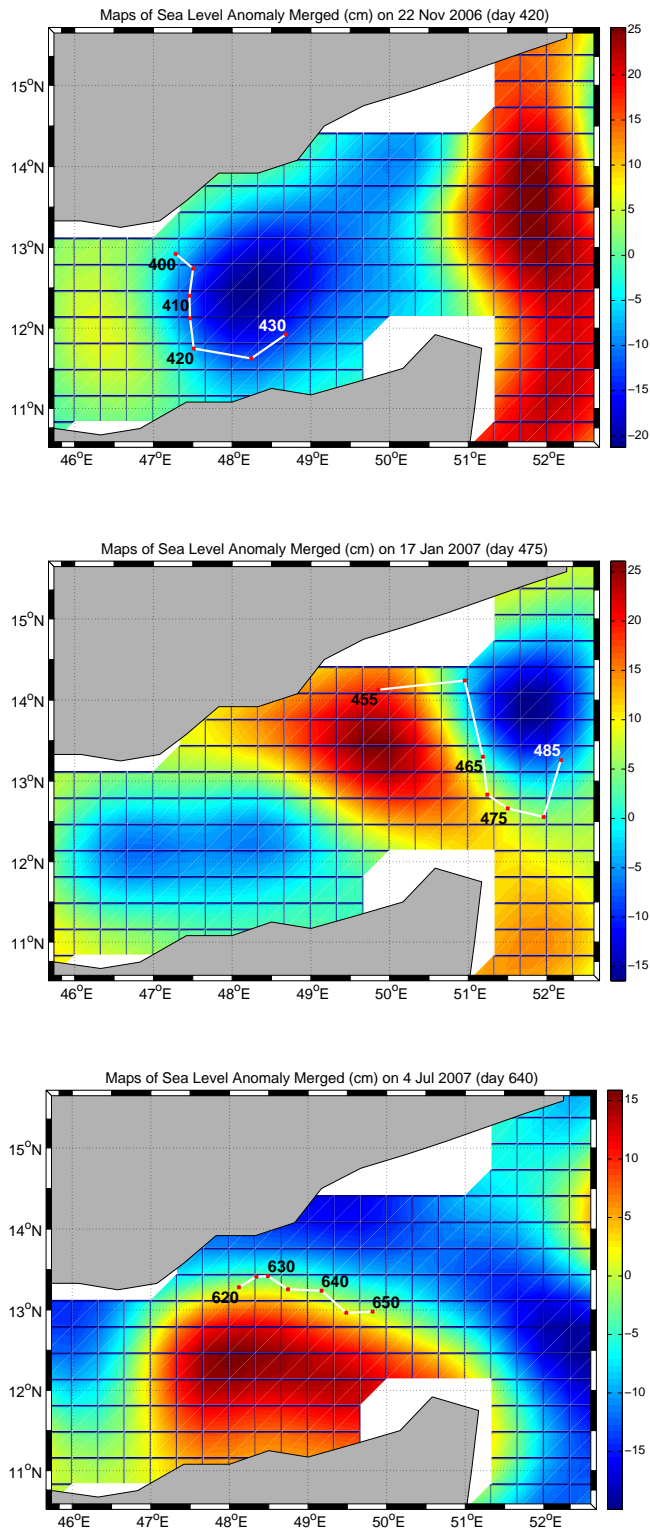 Maps of Sea Level Anomaly Merged (cm) on 22 Nov 2006 (day 420)
15°N
14°N
13°N
12°N
11°N
46°E 47°E 48°E 49°E 50°E 51°E 52°E
400
410
420
430
25
20
15
10
5
0
−5
−10
−15
−20
Maps of Sea Level Anomaly Merged (cm) on 17 Jan 2007 (day 475)
15°N
14°N
13°N
12°N
11°N
46°E 47°E 48°E 49°E 50°E 51°E 52°E
455
465
475
485
25
20
15
10
5
0
−5
−10
−15
Maps of Sea Level Anomaly Merged (cm) on 4 Jul 2007 (day 640)
15°N
14°N
13°N
12°N
11°N
46°E 47°E 48°E 49°E 50°E 51°E 52°E
620
630
640
650
15
10
5
0
−5
−10
−15